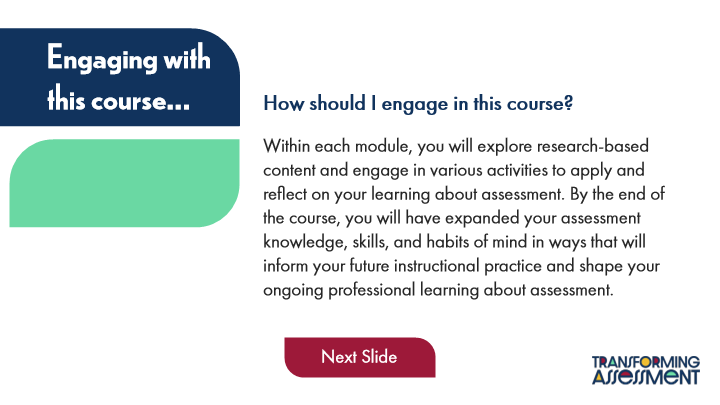 Engaging with
this course...
How should I engage in this course?
Within each module, you will explore research-based
content and engage in various activities to apply and
reflect on your learning about assessment. By the end of
the course, you will have expanded your assessment
knowledge, skills, and habits of mind in ways that will
inform your future instructional practice and shape your
ongoing professional learning about assessment.
Next Slide
TRANSFORMING
ASSESSMENT